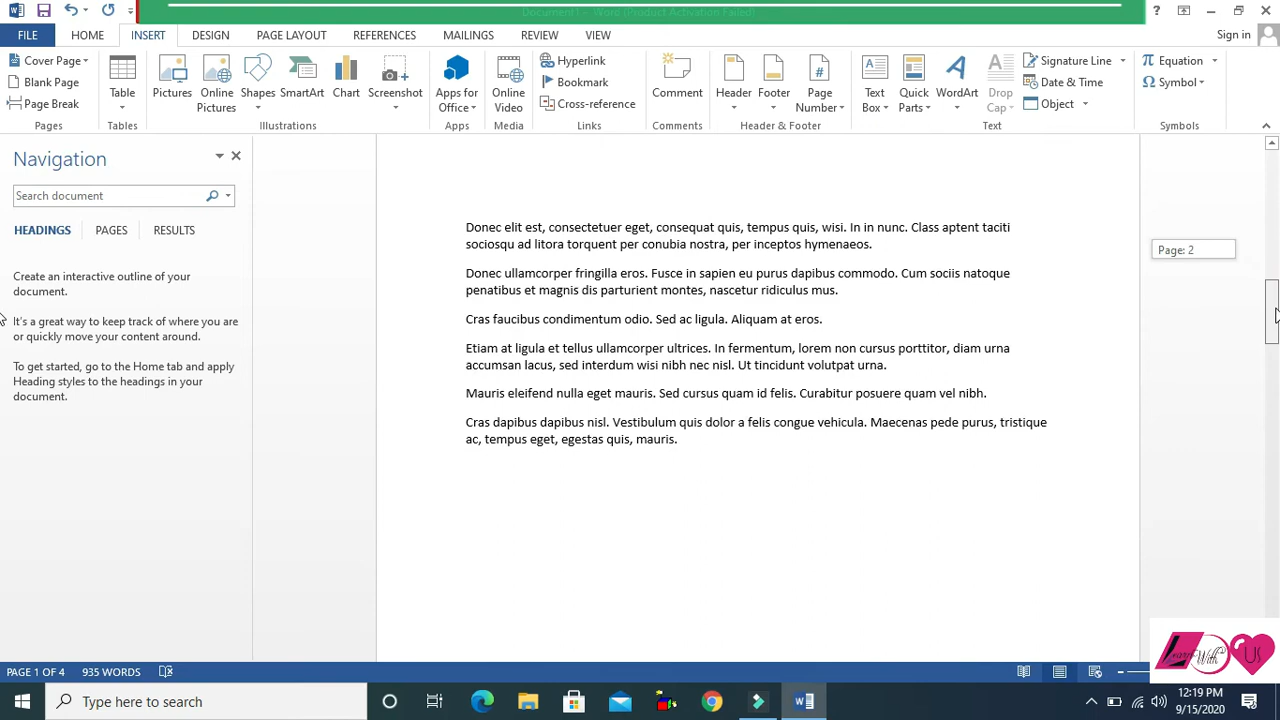 Document1 - Word (Product Activation Failed)
FILE HOME INSERT DESIGN PAGE LAYOUT REFERENCES MAILINGS REVIEW VIEW Sign in
Cover Page
Blank Page
Page Break
Pages
Table
Tables
Pictures
Online Pictures
Shapes
SmartArt
Chart
Screenshot
Illustrations
Apps for Office
Apps
Online Video
Media
Hyperlink
Bookmark
Cross-reference
Links
Comment
Comments
Header
Footer
Page Number
Header & Footer
Text Box
Quick Parts
WordArt
Drop Cap
Signature Line
Date & Time
Object
Text
Equation
Symbol
Symbols
Navigation
Search document
HEADINGS PAGES RESULTS
Create an interactive outline of your
document.
It's a great way to keep track of where you are
or quickly move your content around.
To get started, go to the Home tab and apply
Heading styles to the headings in your
document.
Donec elit est, consectetuer eget, consequat quis, tempus quis, wisi. In in nunc. Class aptent taciti
sociosqu ad litora torquent per conubia nostra, per inceptos hymenaeos.
Donec ullamcorper fringilla eros. Fusce in sapien eu purus dapibus commodo. Cum sociis natoque
penatibus et magnis dis parturient montes, nascetur ridiculus mus.
Cras faucibus condimentum odio. Sed ac ligula. Aliquam at eros.
Etiam at ligula et tellus ullamcorper ultrices. In fermentum, lorem non cursus porttitor, diam urna
accumsan lacus, sed interdum wisi nibh nec nisl. Ut tincidunt volutpat urna.
Mauris eleifend nulla eget mauris. Sed cursus quam id felis. Curabitur posuere quam vel nibh.
Cras dapibus dapibus nisl. Vestibulum quis dolor a felis congue vehicula. Maecenas pede purus, tristique
ac, tempus eget, egestas quis, mauris.
Page: 2
Learn With US
PAGE 1 OF 4 935 WORDS
Type here to search
12:19 PM
9/15/2020